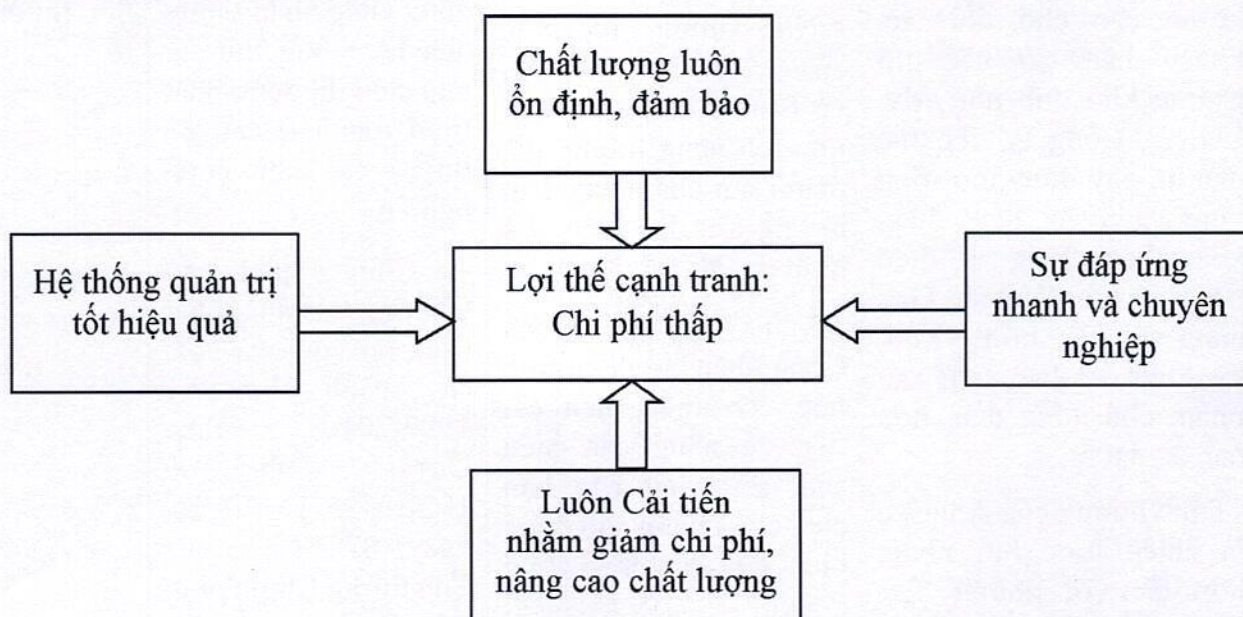 Chất lượng luôn
ổn định, đảm bảo
Hệ thống quản trị
tốt hiệu quả
Lợi thế cạnh tranh:
Chi phí thấp
Sự đáp ứng
nhanh và chuyên
nghiệp
Luôn Cải tiến
nhằm giảm chi phí,
nâng cao chất lượng